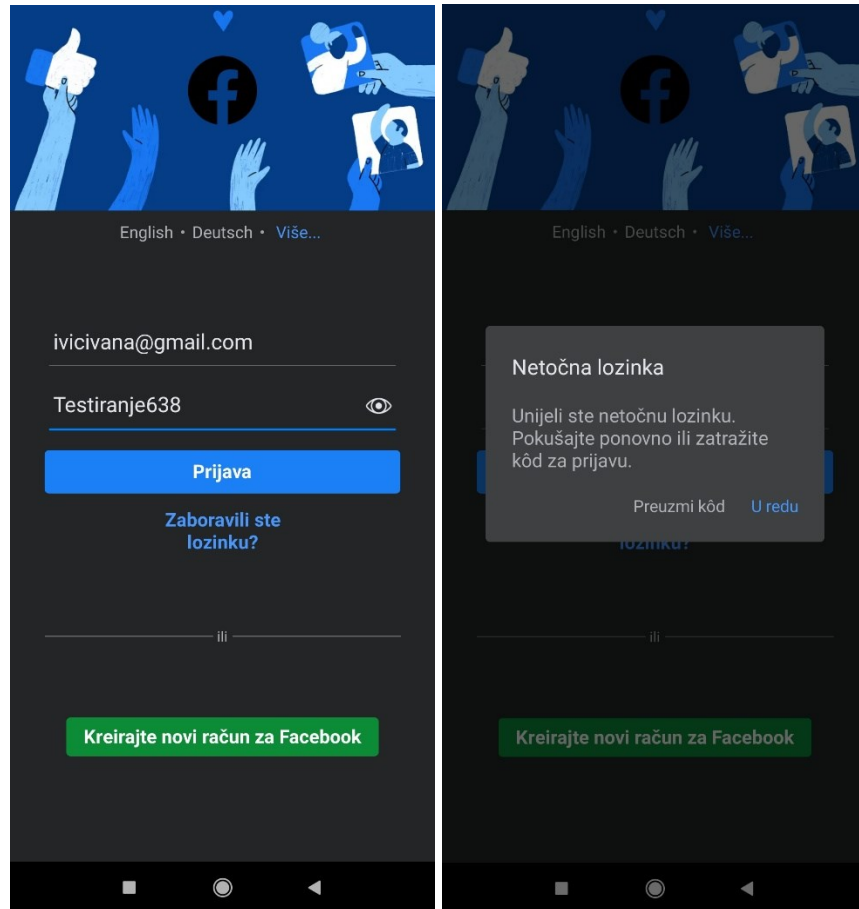 English • Deutsch • Više...
ivicivana@gmail.com
Testiranje638
Prijava
Zaboravili ste
lozinku?
ili
Kreirajte novi račun za Facebook
English • Deutsch • Više...
Netočna lozinka
Unijeli ste netočnu lozinku.
Pokušajte ponovno ili zatražite
kôd za prijavu.
Preuzmi kôd U redu
lozinku?
ili
Kreirajte novi račun za Facebook